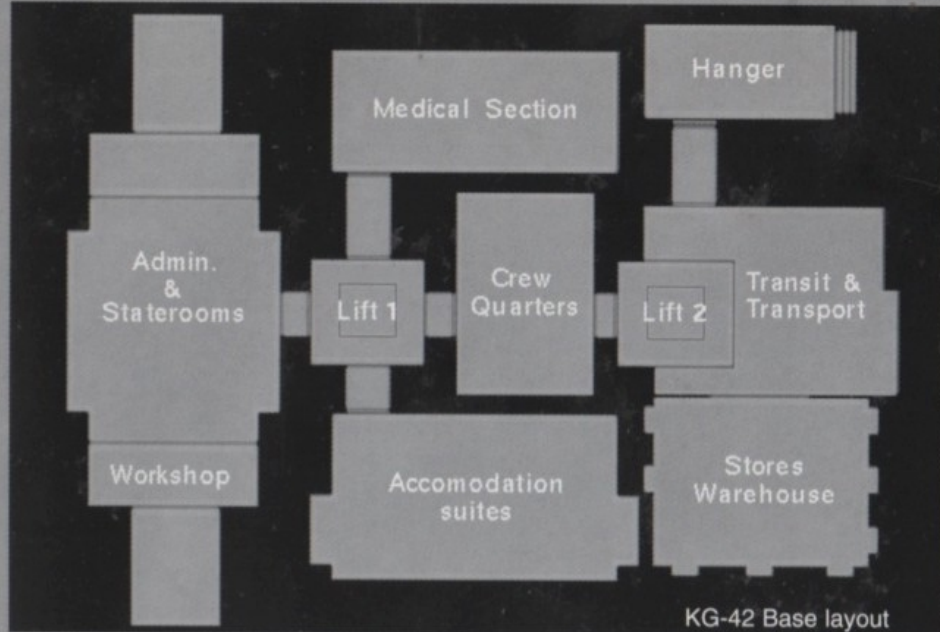 Hanger
Medical Section
Admin.
&
Staterooms
Lift 1
Crew
Quarters
Lift 2
Transit &
Transport
Workshop
Accomodation
suites
Stores
Warehouse
KG-42 Base layout